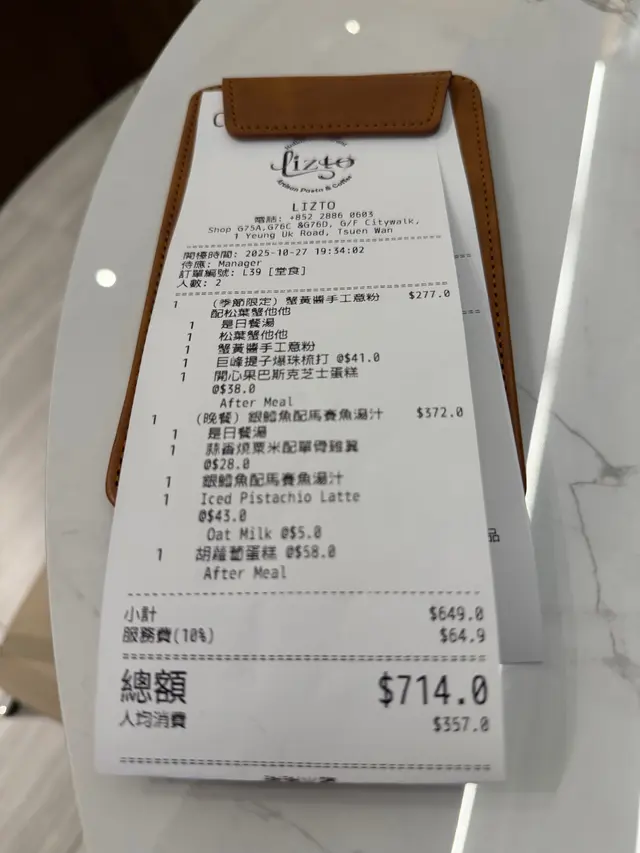 Lizto
LIZTO
電話: +852 2886 0603
Shop G75A,G76C &G76D, G/F Citywalk,
1 Yeung Uk Road, Tsuen Wan
開檯時間: 2025-10-27 19:34:02
侍應: Manager
訂單編號: L39 [堂食]
人數: 2
1 (季節限定) 蟹黃醬手工意粉 $277.0
配松葉蟹他他
1 是日餐湯
1 松葉蟹他他
1 蟹黃醬手工意粉
1 巨峰提子爆珠梳打 @$41.0
1 開心果巴斯克芝士蛋糕
@$38.0
After Meal
1 (晚餐) 銀鱈魚配馬賽魚湯汁 $372.0
1 是日餐湯
1 蒜香燒粟米配單骨雞翼
@$28.0
1 銀鱈魚配馬賽魚湯汁
1 Iced Pistachio Latte
@$43.0
Oat Milk @$5.0
1 胡蘿蔔蛋糕 @$58.0
After Meal
小計 $649.0
服務費(10%) $64.9
總額 $714.0
人均消費 $357.0
品